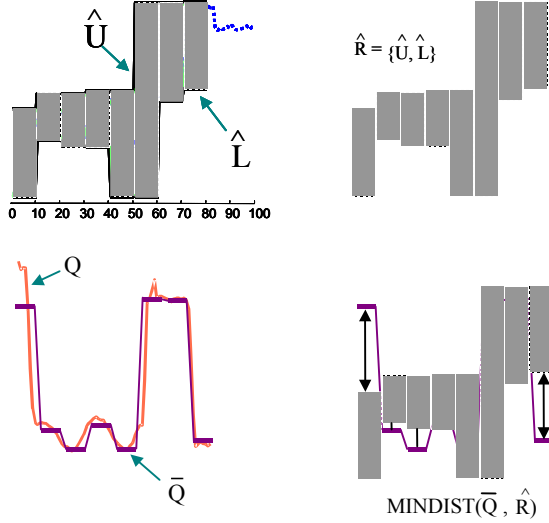 Û
R̂ = {Û, L̂}
L̂
0 10 20 30 40 50 60 70 80 90 100
Q
Q̅
MINDIST(Q̅ , R̂)